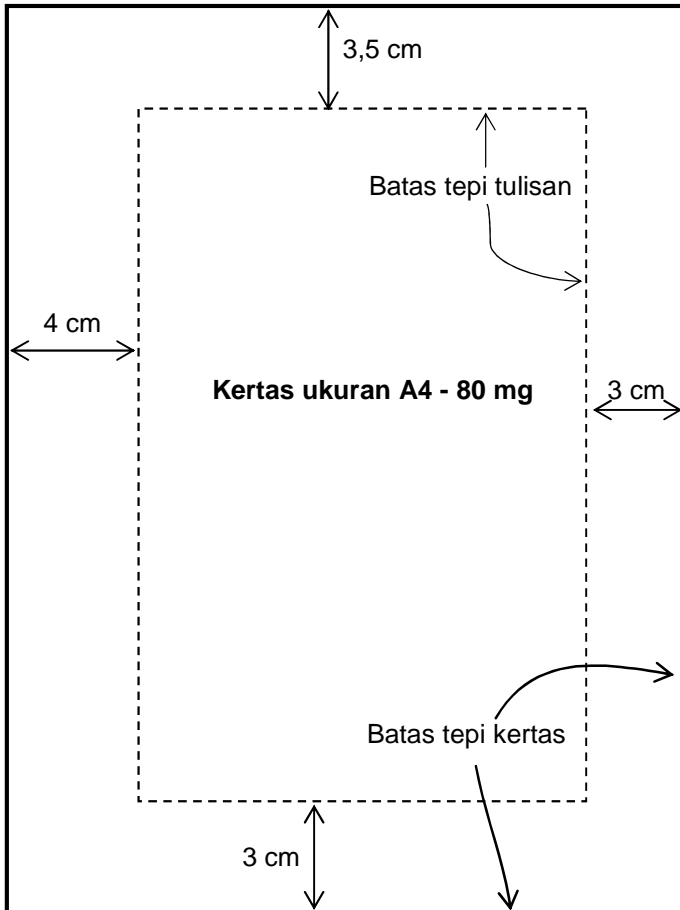 3,5 cm
Batas tepi tulisan
4 cm
Kertas ukuran A4 - 80 mg
3 cm
Batas tepi kertas
3 cm